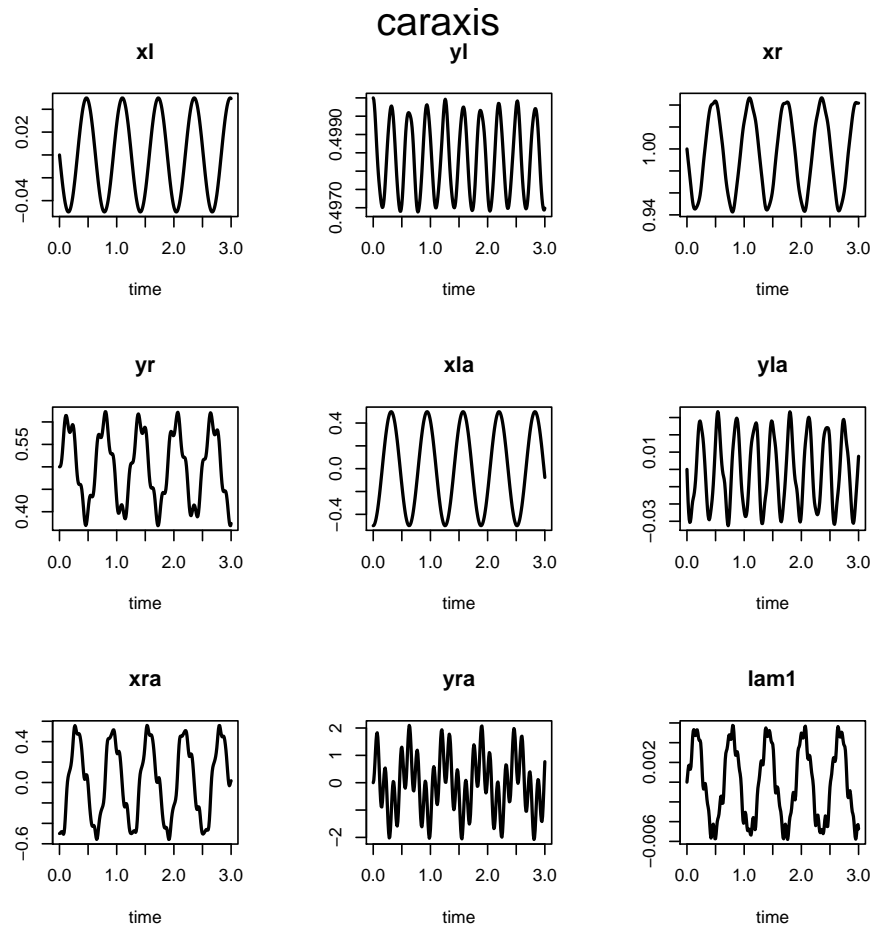 caraxis
xl yl xr
0.02
−0.04
0.0 1.0 2.0 3.0
time
0.4990
0.4970
0.0 1.0 2.0 3.0
time
1.00
0.94
0.0 1.0 2.0 3.0
time
yr xla yla
0.55
0.40
0.0 1.0 2.0 3.0
time
0.4
0.0
−0.4
0.0 1.0 2.0 3.0
time
0.01
−0.03
0.0 1.0 2.0 3.0
time
xra yra lam1
0.4
0.0
−0.6
0.0 1.0 2.0 3.0
time
2
1
0
−2
0.0 1.0 2.0 3.0
time
0.002
−0.006
0.0 1.0 2.0 3.0
time